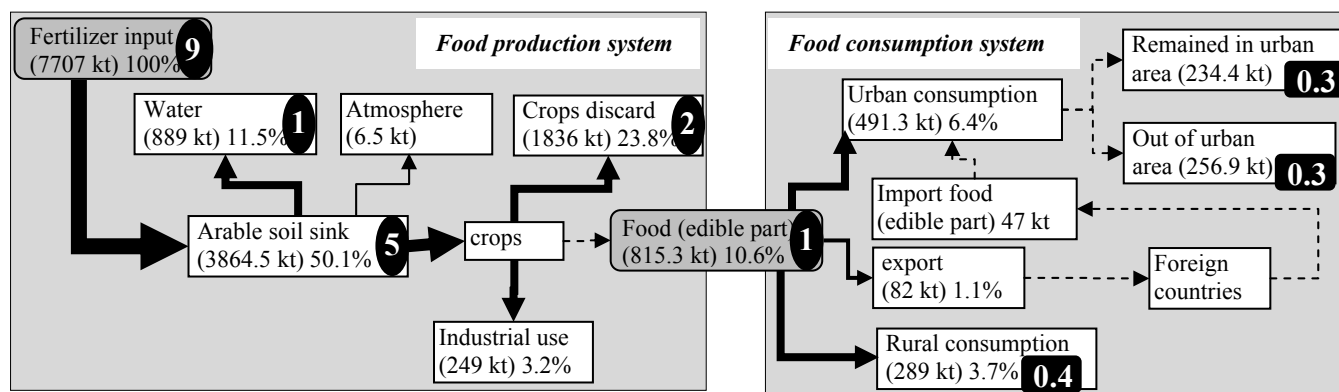 Fertilizer input
(7707 kt) 100%
9
Food production system
Water
(889 kt) 11.5%
1
Atmosphere
(6.5 kt)
Crops discard
(1836 kt) 23.8%
2
Arable soil sink
(3864.5 kt) 50.1%
5
crops
Industrial use
(249 kt) 3.2%
Food (edible part)
(815.3 kt) 10.6%
1
Food consumption system
Urban consumption
(491.3 kt) 6.4%
Remained in urban
area (234.4 kt)
0.3
Out of urban
area (256.9 kt)
0.3
Import food
(edible part) 47 kt
export
(82 kt) 1.1%
Foreign
countries
Rural consumption
(289 kt) 3.7%
0.4